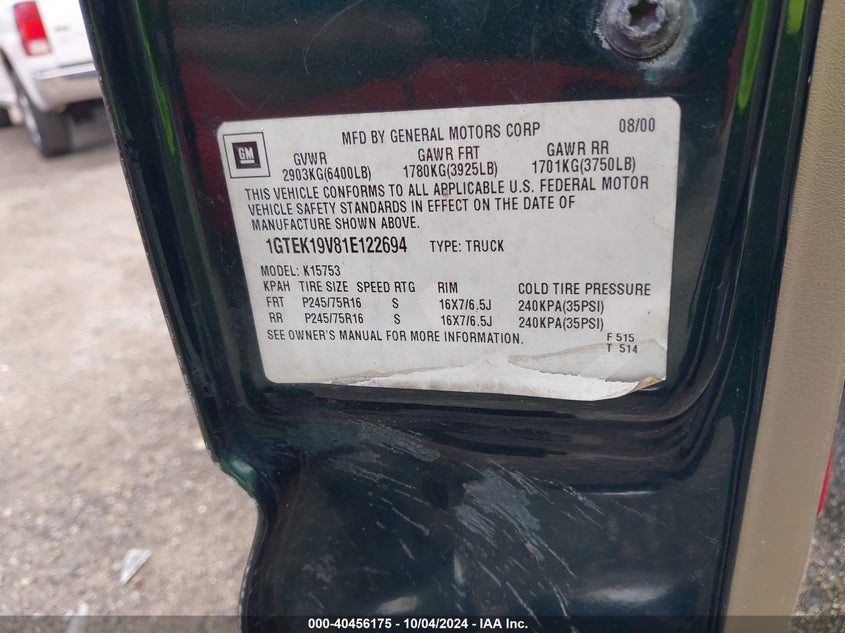 GM
MFD BY GENERAL MOTORS CORP 08/00
GVWR GAWR FRT GAWR RR
2903KG(6400LB) 1780KG(3925LB) 1701KG(3750LB)
THIS VEHICLE CONFORMS TO ALL APPLICABLE U.S. FEDERAL MOTOR
VEHICLE SAFETY STANDARDS IN EFFECT ON THE DATE OF
MANUFACTURE SHOWN ABOVE.
1GTEK19V81E122694 TYPE: TRUCK
MODEL: K15753
KPAH TIRE SIZE SPEED RTG RIM COLD TIRE PRESSURE
FRT P245/75R16 S 16X7/6.5J 240KPA(35PSI)
RR P245/75R16 S 16X7/6.5J 240KPA(35PSI)
SEE OWNER'S MANUAL FOR MORE INFORMATION.
F 515
T 514
000-40456175 - 10/04/2024 - IAA Inc.